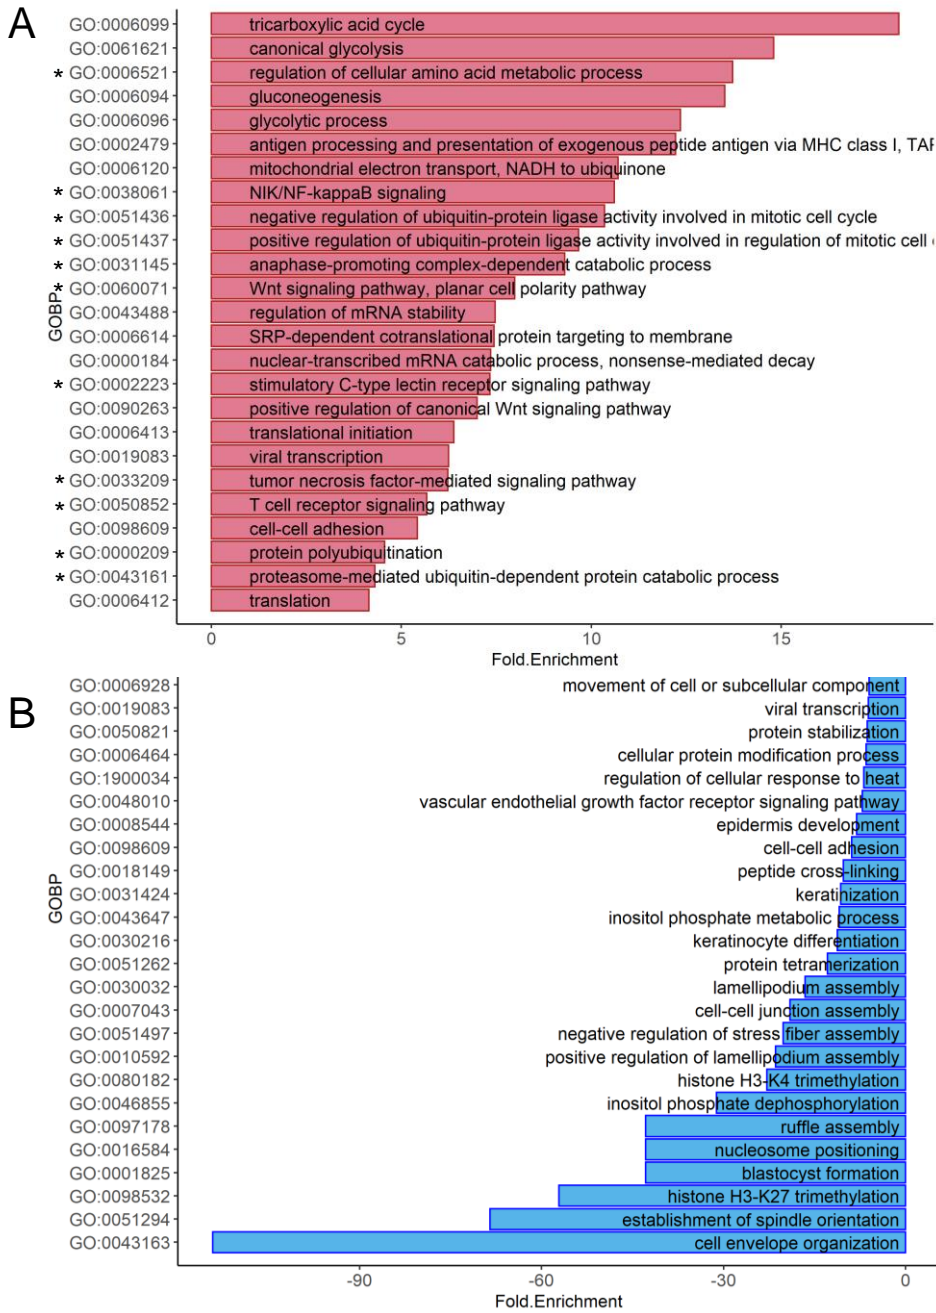 A
GO:0006099 tricarboxylic acid cycle
GO:0061621 canonical glycolysis
* GO:0006521 regulation of cellular amino acid metabolic process
GO:0006094 gluconeogenesis
GO:0006096 glycolytic process
GO:0002479 antigen processing and presentation of exogenous peptide antigen via MHC class I, TAP
GO:0006120 mitochondrial electron transport, NADH to ubiquinone
* GO:0038061 NIK/NF-kappaB signaling
* GO:0051436 negative regulation of ubiquitin-protein ligase activity involved in mitotic cell cycle
* GO:0051437 positive regulation of ubiquitin-protein ligase activity involved in regulation of mitotic cell
* GO:0031145 anaphase-promoting complex-dependent catabolic process
* GO:0060071 Wnt signaling pathway, planar cell polarity pathway
GO:0043488 regulation of mRNA stability
GOBP
GO:0006614 SRP-dependent cotranslational protein targeting to membrane
GO:0000184 nuclear-transcribed mRNA catabolic process, nonsense-mediated decay
* GO:0002223 stimulatory C-type lectin receptor signaling pathway
GO:0090263 positive regulation of canonical Wnt signaling pathway
GO:0006413 translational initiation
GO:0019083 viral transcription
* GO:0033209 tumor necrosis factor-mediated signaling pathway
* GO:0050852 T cell receptor signaling pathway
GO:0098609 cell-cell adhesion
* GO:0000209 protein polyubiquitination
* GO:0043161 proteasome-mediated ubiquitin-dependent protein catabolic process
GO:0006412 translation
0 5 10 15
Fold.Enrichment
B
GO:0006928 movement of cell or subcellular component
GO:0019083 viral transcription
GO:0050821 protein stabilization
GO:0006464 cellular protein modification process
GO:1900034 regulation of cellular response to heat
GO:0048010 vascular endothelial growth factor receptor signaling pathway
GO:0008544 epidermis development
GO:0098609 cell-cell adhesion
GO:0018149 peptide cross-linking
GOBP
GO:0031424 keratinization
GO:0043647 inositol phosphate metabolic process
GO:0030216 keratinocyte differentiation
GO:0051262 protein tetramerization
GO:0030032 lamellipodium assembly
GO:0007043 cell-cell junction assembly
GO:0051497 negative regulation of stress fiber assembly
GO:0010592 positive regulation of lamellipodium assembly
GO:0080182 histone H3-K4 trimethylation
GO:0046855 inositol phosphate dephosphorylation
GO:0097178 ruffle assembly
GO:0016584 nucleosome positioning
GO:0001825 blastocyst formation
GO:0098532 histone H3-K27 trimethylation
GO:0051294 establishment of spindle orientation
GO:0043163 cell envelope organization
-90 -60 -30 0
Fold.Enrichment